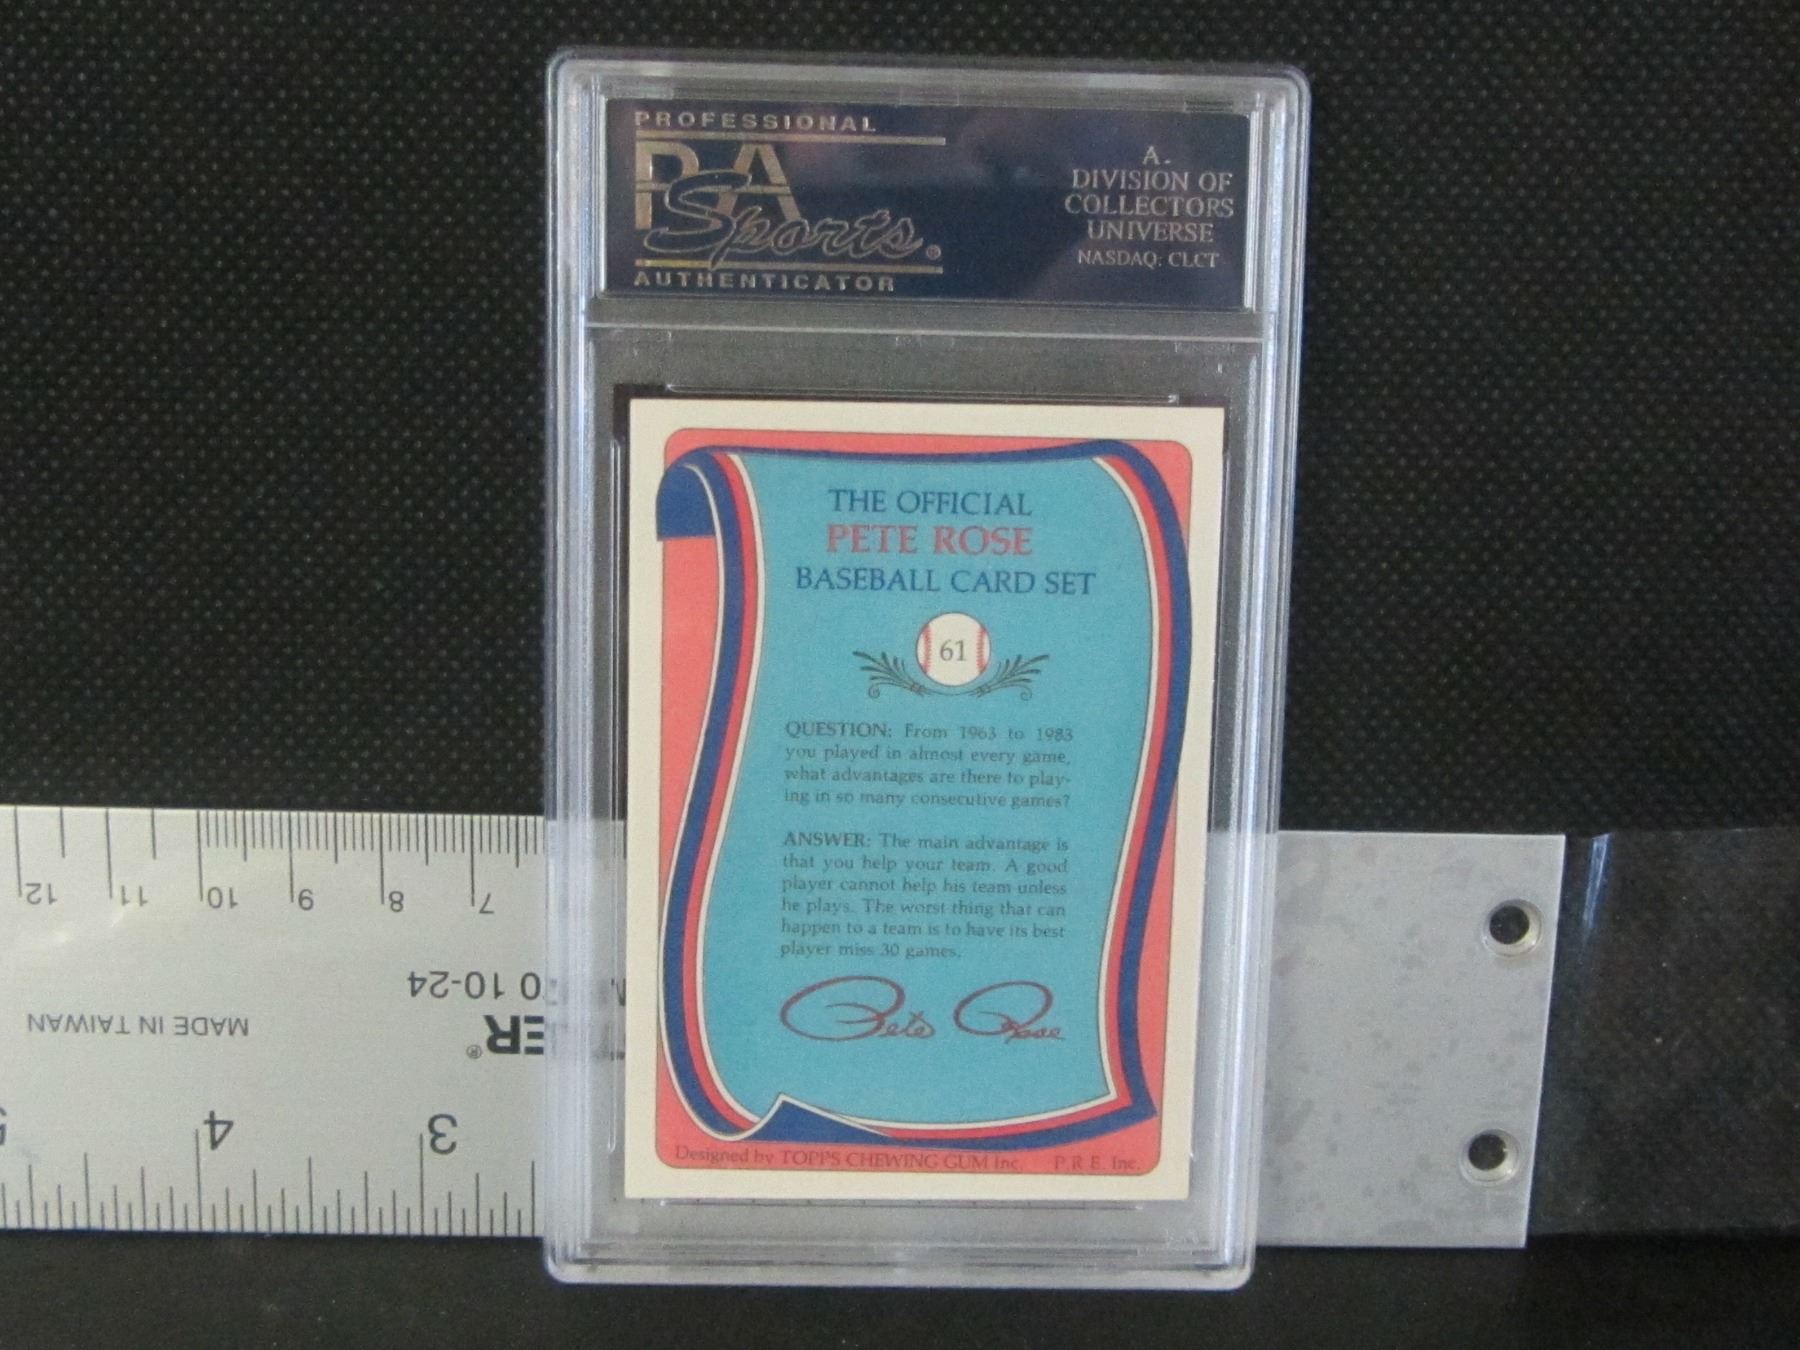 PROFESSIONAL
PSA
Sports®
AUTHENTICATOR
A
DIVISION OF
COLLECTORS
UNIVERSE
NASDAQ: CLCT
THE OFFICIAL
PETE ROSE
BASEBALL CARD SET
61
QUESTION: From 1963 to 1983
you played in almost every game,
what advantages are there to play-
ing in so many consecutive games?
ANSWER: The main advantage is
that you help your team. A good
player cannot help his team unless
he plays. The worst thing that can
happen to a team is to have its best
player miss 30 games.
Pete Rose
Designed by TOPPS CHEWING GUM Inc. P.R.E. Inc.
12 11 10 9 8 7
10-24
MADE IN TAIWAN
ER®
5 4 3